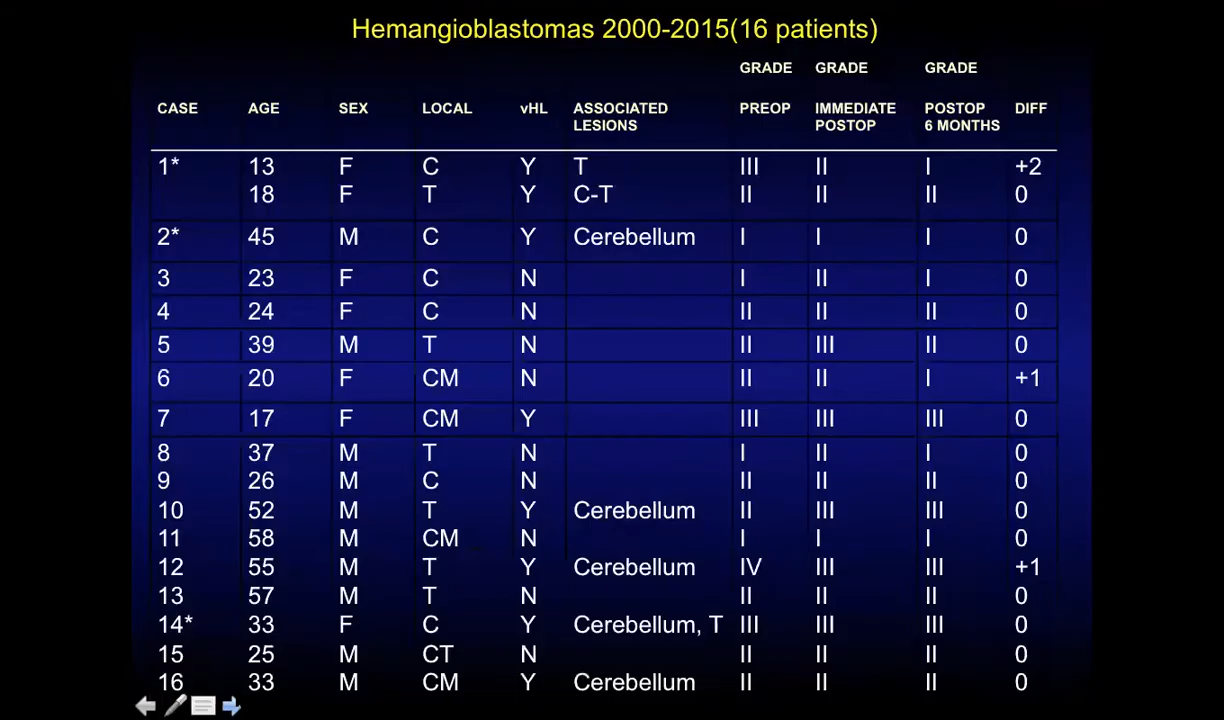 Hemangioblastomas 2000-2015(16 patients)
GRADE GRADE GRADE
CASE AGE SEX LOCAL vHL ASSOCIATED PREOP IMMEDIATE POSTOP DIFF
LESIONS POSTOP 6 MONTHS
1* 13 F C Y T III II I +2
18 F T Y C-T II II II 0
2* 45 M C Y Cerebellum I I I 0
3 23 F C N I II I 0
4 24 F C N II II II 0
5 39 M T N II III II 0
6 20 F CM N II II I +1
7 17 F CM Y III III III 0
8 37 M T N I II I 0
9 26 M C N II II II 0
10 52 M T Y Cerebellum II III III 0
11 58 M CM N I I I 0
12 55 M T Y Cerebellum IV III III +1
13 57 M T N II II II 0
14* 33 F C Y Cerebellum, T III III III 0
15 25 M CT N II II II 0
16 33 M CM Y Cerebellum II II II 0